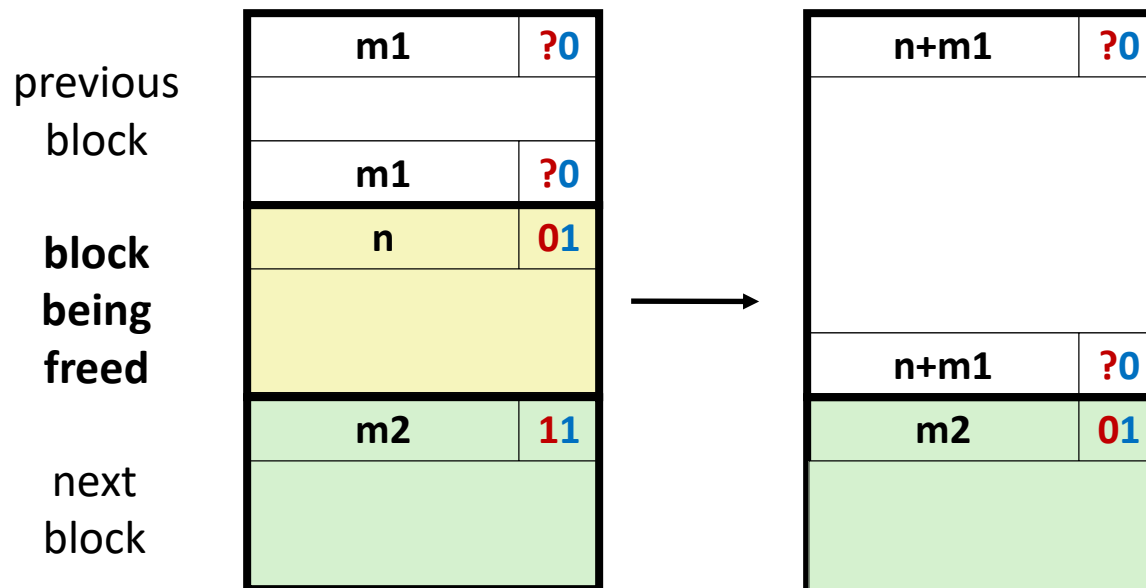 previous
block
block
being
freed
next
block
m1 ?0
m1 ?0
n 01
m2 11
n+m1 ?0
n+m1 ?0
m2 01